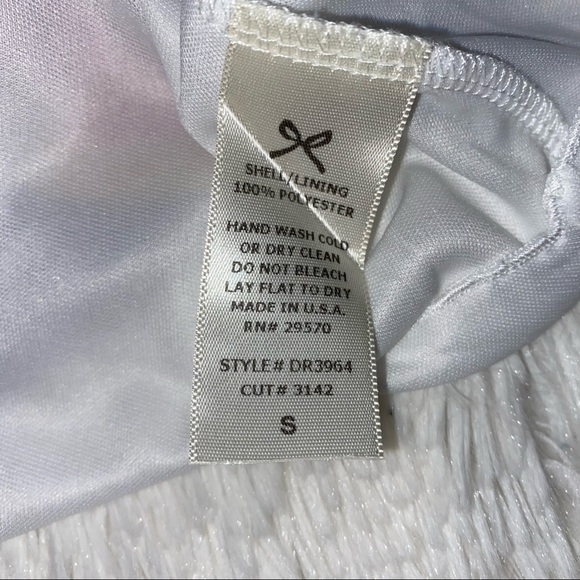 SHELL/LINING
100% POLYESTER
HAND WASH COLD
OR DRY CLEAN
DO NOT BLEACH
LAY FLAT TO DRY
MADE IN U.S.A.
RN# 29570
STYLE# DR3964
CUT# 3142
S